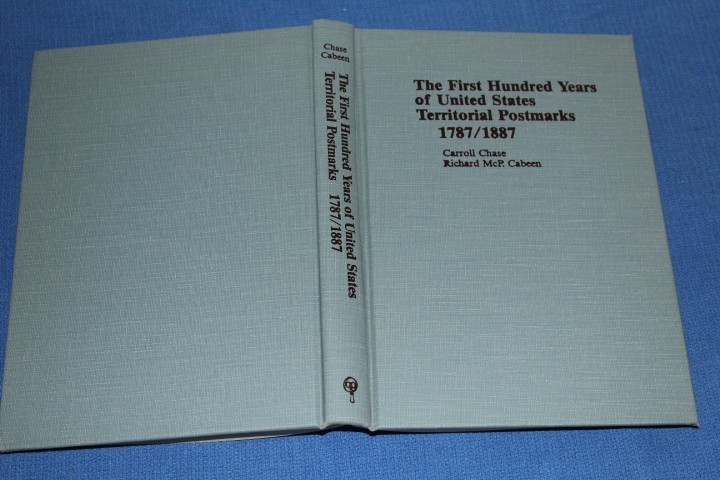 Chase
Cabeen
The First Hundred Years of United States
Territorial Postmarks 1787/1887
The First Hundred Years
of United States
Territorial Postmarks
1787/1887
Carroll Chase
Richard McP. Cabeen